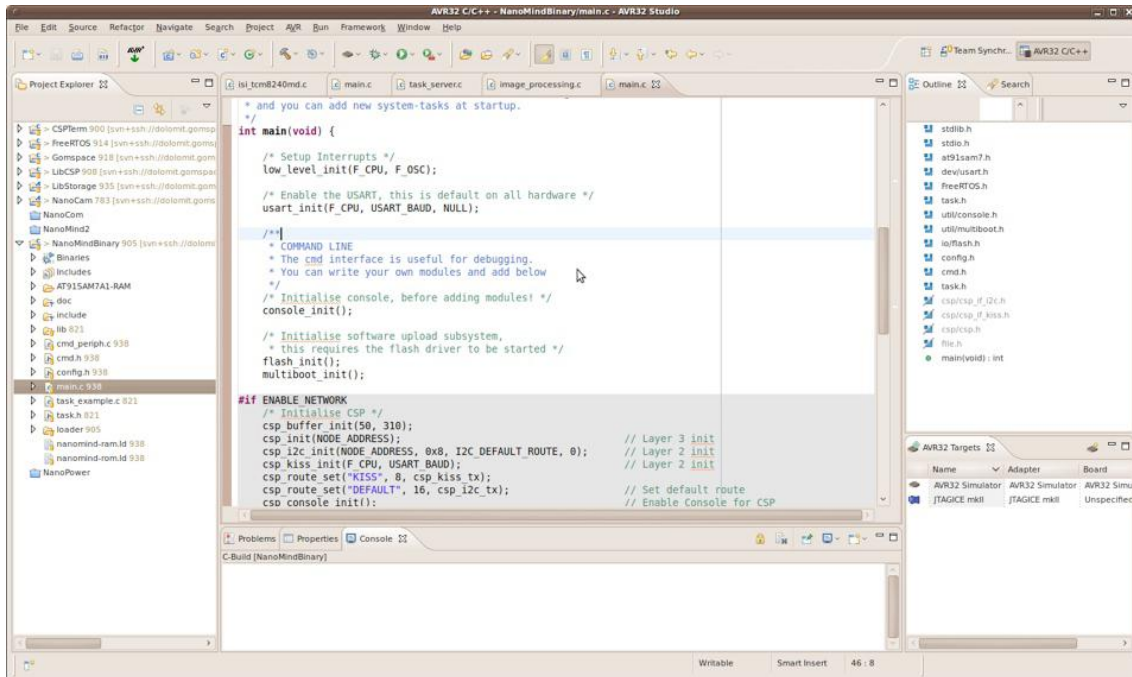 AVR32 C/C++ - NanoMindBinary/main.c - AVR32 Studio
File Edit Source Refactor Navigate Search Project AVR Run Framework Window Help
Team Synchr... AVR32 C/C++
Project Explorer
> CSPTerm 900 [svn+ssh://dolomit.gomsp
> FreeRTOS 914 [svn+ssh://dolomit.goms
> Gomspace 918 [svn+ssh://dolomit.gom
> LibCSP 908 [svn+ssh://dolomit.gomspac
> LibStorage 935 [svn+ssh://dolomit.gom
> NanoCam 783 [svn+ssh://dolomit.goms
NanoCom
NanoMind2
> NanoMindBinary 905 [svn+ssh://dolomi
Binaries
Includes
AT91SAM7A1-RAM
doc
include
lib 821
cmd_periph.c 938
cmd.h 938
config.h 938
main.c 938
task_example.c 821
task.h 821
loader 905
nanomind-ram.ld 938
nanomind-rom.ld 938
NanoPower
isi_tcm8240md.c main.c task_server.c image_processing.c main.c
* and you can add new system-tasks at startup.
*/
int main(void) {
/* Setup Interrupts */
low_level_init(F_CPU, F_OSC);
/* Enable the USART, this is default on all hardware */
usart_init(F_CPU, USART_BAUD, NULL);
/**
* COMMAND LINE
* The cmd interface is useful for debugging.
* You can write your own modules and add below
*/
/* Initialise console, before adding modules! */
console_init();
/* Initialise software upload subsystem,
* this requires the flash driver to be started */
flash_init();
multiboot_init();
#if ENABLE_NETWORK
/* Initialise CSP */
csp_buffer_init(50, 310);
csp_init(NODE_ADDRESS); // Layer 3 init
csp_i2c_init(NODE_ADDRESS, 0x8, I2C_DEFAULT_ROUTE, 0); // Layer 2 init
csp_kiss_init(F_CPU, USART_BAUD); // Layer 2 init
csp_route_set("KISS", 8, csp_kiss_tx);
csp_route_set("DEFAULT", 16, csp_i2c_tx); // Set default route
csp_console_init(); // Enable Console for CSP
Problems Properties Console
C-Build [NanoMindBinary]
Outline Search
stdlib.h
stdio.h
at91sam7.h
dev/usart.h
FreeRTOS.h
task.h
util/console.h
util/multiboot.h
io/flash.h
config.h
cmd.h
task.h
csp/csp_if_i2c.h
csp/csp_if_kiss.h
csp/csp.h
file.h
main(void) : int
AVR32 Targets
Name Adapter Board
AVR32 Simulator AVR32 Simulator AVR32 Simu
JTAGICE mkII JTAGICE mkII Unspecified
Writable Smart Insert 46 : 8